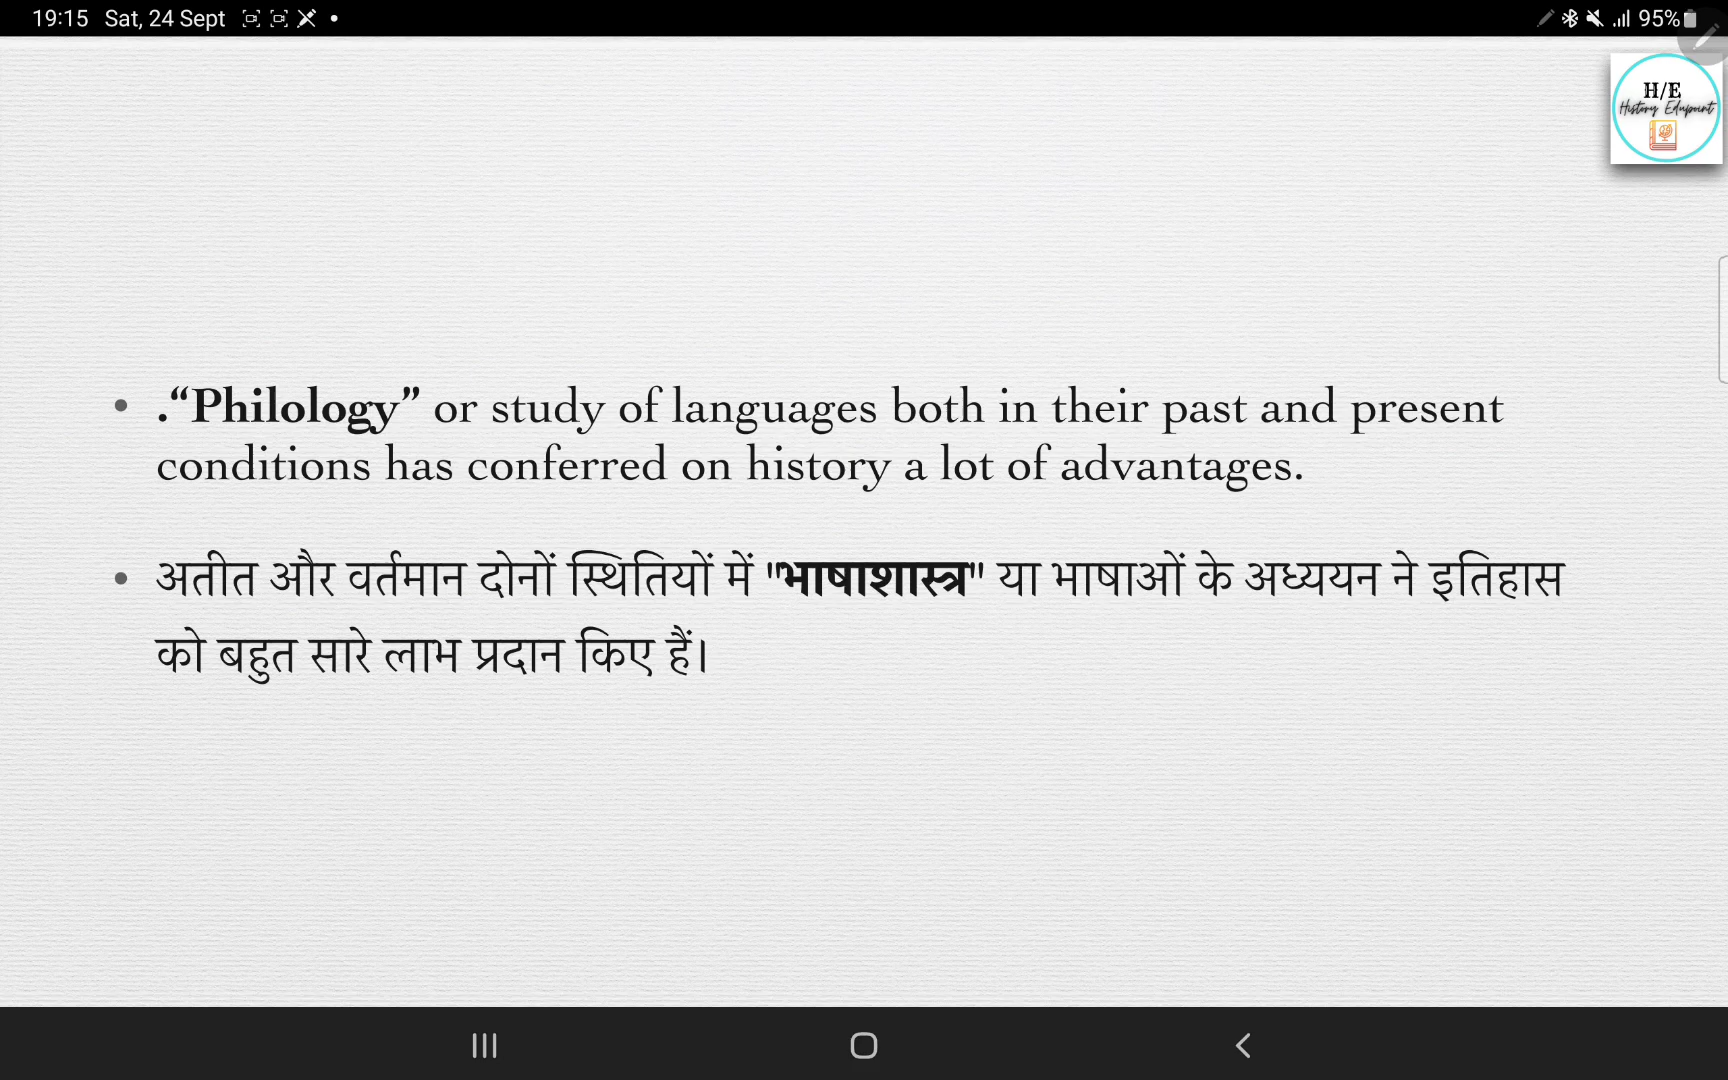 19:15 Sat, 24 Sept 95%
H/E
History Edupoint
• .“Philology” or study of languages both in their past and present
conditions has conferred on history a lot of advantages.
• अतीत और वर्तमान दोनों स्थितियों में "भाषाशास्त्र" या भाषाओं के अध्ययन ने इतिहास
को बहुत सारे लाभ प्रदान किए हैं।